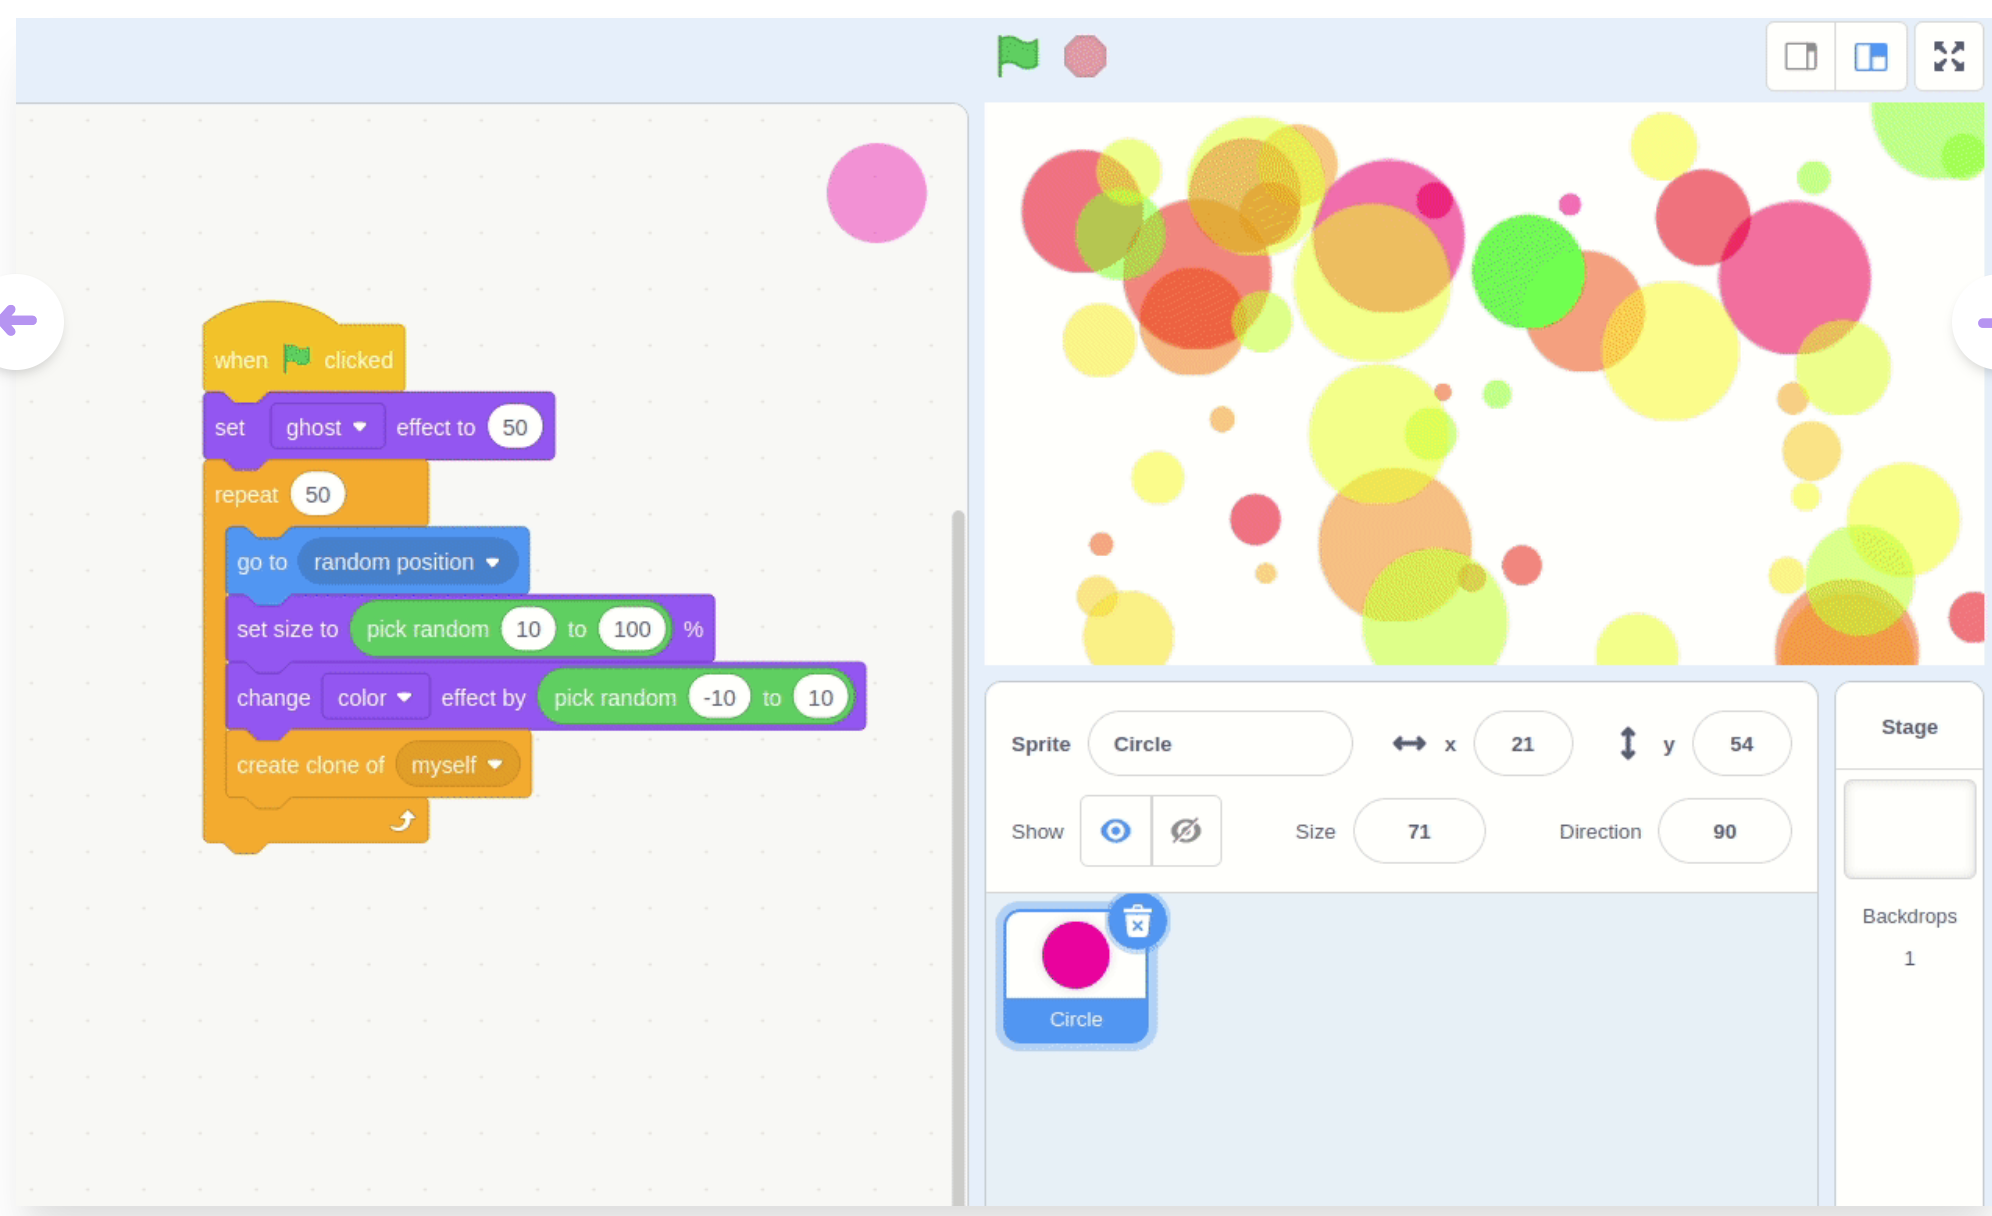 when clicked
set ghost effect to 50
repeat 50
go to random position
set size to pick random 10 to 100 %
change color effect by pick random -10 to 10
create clone of myself
Sprite Circle x 21 y 54
Show Size 71 Direction 90
Circle
Stage
Backdrops
1